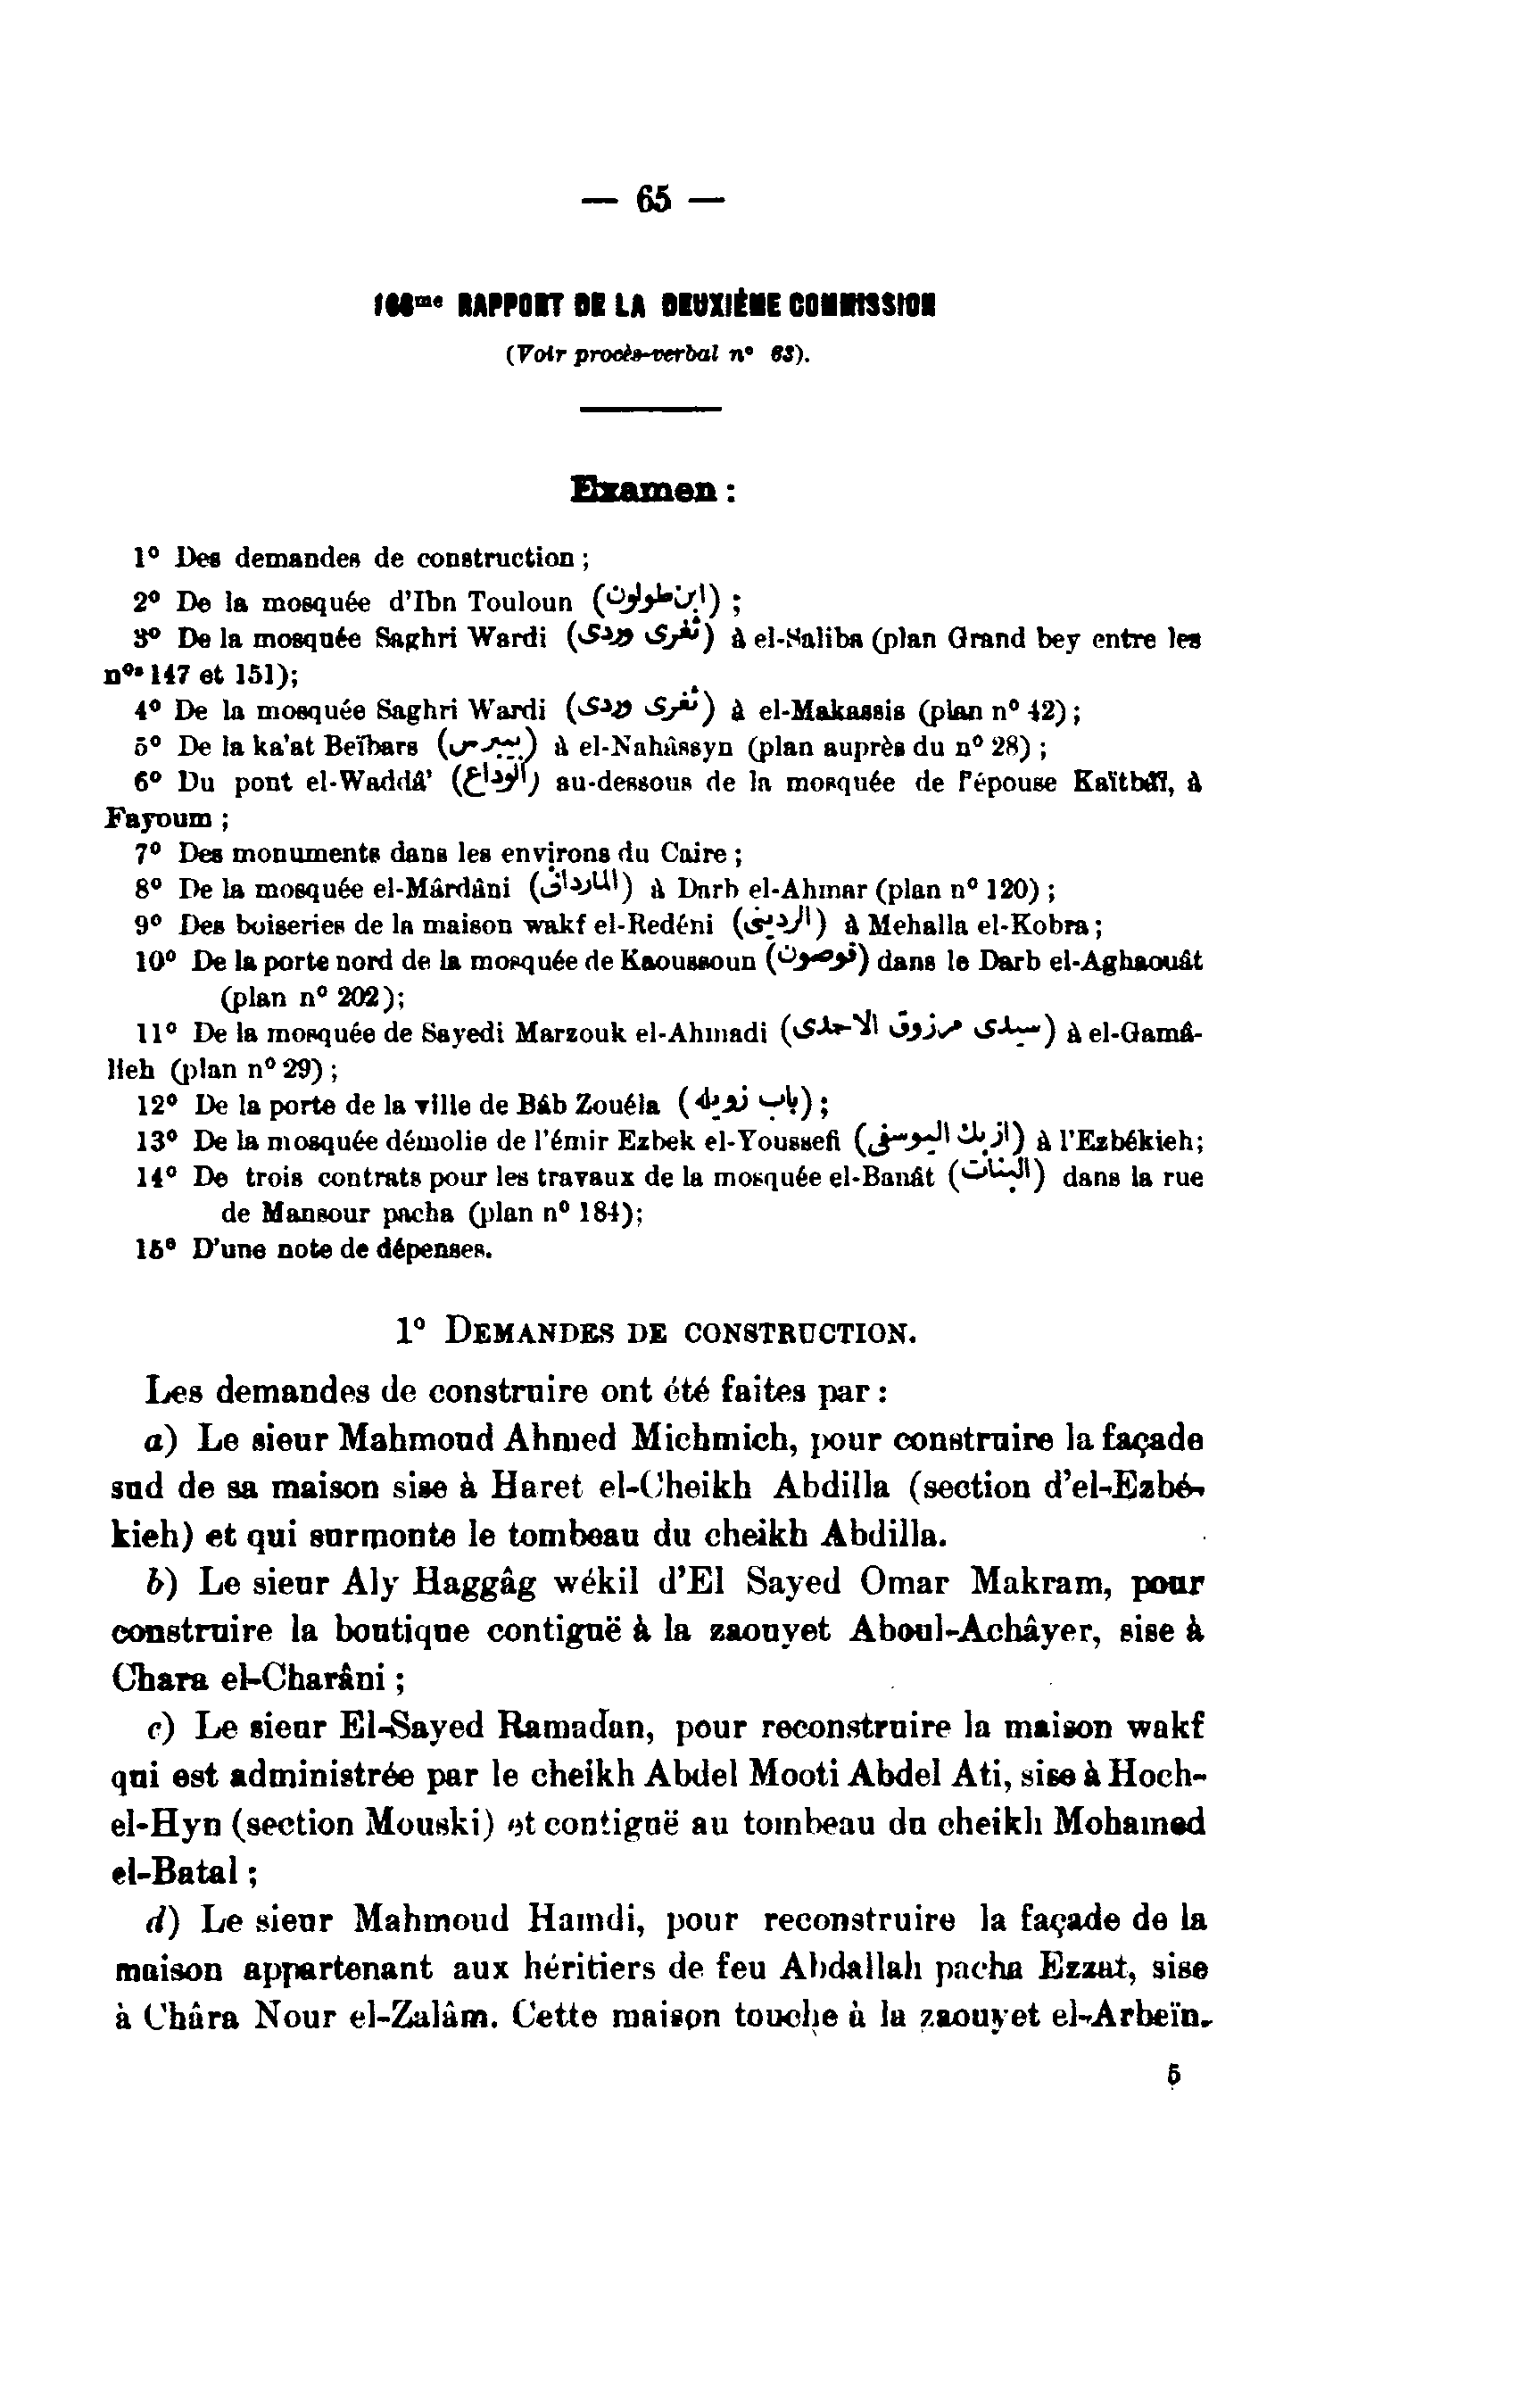 — 65 —
RAPPORT DE LA DEUXIÈME COMMISSION
(Voir procès-verbal n° 63).
Examen :
1° Des demandes de construction ;
2° De la mosquée d'Ibn Touloun (ابن طولون) ;
3° De la mosquée Saghri Wardi (ثغرى وردى) à el-Saliba (plan Grand bey entre les
nos 147 et 151);
4° De la mosquée Saghri Wardi (ثغرى وردى) à el-Makassis (plan n° 42) ;
5° De la ka'at Beïbars (بيبرس) à el-Nahâssyn (plan auprès du n° 28) ;
6° Du pont el-Waddâ' (الوداع) au-dessous de la mosquée de l'épouse Kaïtbâï, à
Fayoum ;
7° Des monuments dans les environs du Caire ;
8° De la mosquée el-Mârdâni (الماردانى) à Darb el-Ahmar (plan n° 120) ;
9° Des boiseries de la maison wakf el-Redéni (الردينى) à Mehalla el-Kobra ;
10° De la porte nord de la mosquée de Kaoussoun (قوصون) dans le Darb el-Aghaouât
(plan n° 202);
11° De la mosquée de Sayedi Marzouk el-Ahmadi (سيدى مرزوق الاحمدى) à el-Gamâ-
lieh (plan n° 29) ;
12° De la porte de la ville de Bâb Zouéla (باب زويله) ;
13° De la mosquée démolie de l'émir Ezbek el-Youssefi (ازبك اليوسفى) à l'Ezbékieh;
14° De trois contrats pour les travaux de la mosquée el-Banât (البنات) dans la rue
de Mansour pacha (plan n° 184);
15° D'une note de dépenses.
1° DEMANDES DE CONSTRUCTION.
Les demandes de construire ont été faites par :
a) Le sieur Mahmoud Ahmed Michmich, pour construire la façade
sud de sa maison sise à Haret el-Cheikh Abdilla (section d'el-Ezbé-
kieh) et qui surmonte le tombeau du cheikh Abdilla.
b) Le sieur Aly Haggâg wékil d'El Sayed Omar Makram, pour
construire la boutique contiguë à la zaouyet Aboul-Achâyer, sise à
Chara el-Charâni ;
c) Le sieur El-Sayed Ramadan, pour reconstruire la maison wakf
qui est administrée par le cheikh Abdel Mooti Abdel Ati, sise à Hoch-
el-Hyn (section Mouski) et contiguë au tombeau du cheikh Mohamed
el-Batal ;
d) Le sieur Mahmoud Hamdi, pour reconstruire la façade de la
maison appartenant aux héritiers de feu Abdallah pacha Ezzat, sise
à Châra Nour el-Zalâm. Cette maison touche à la zaouyet el-Arbeïn.
5